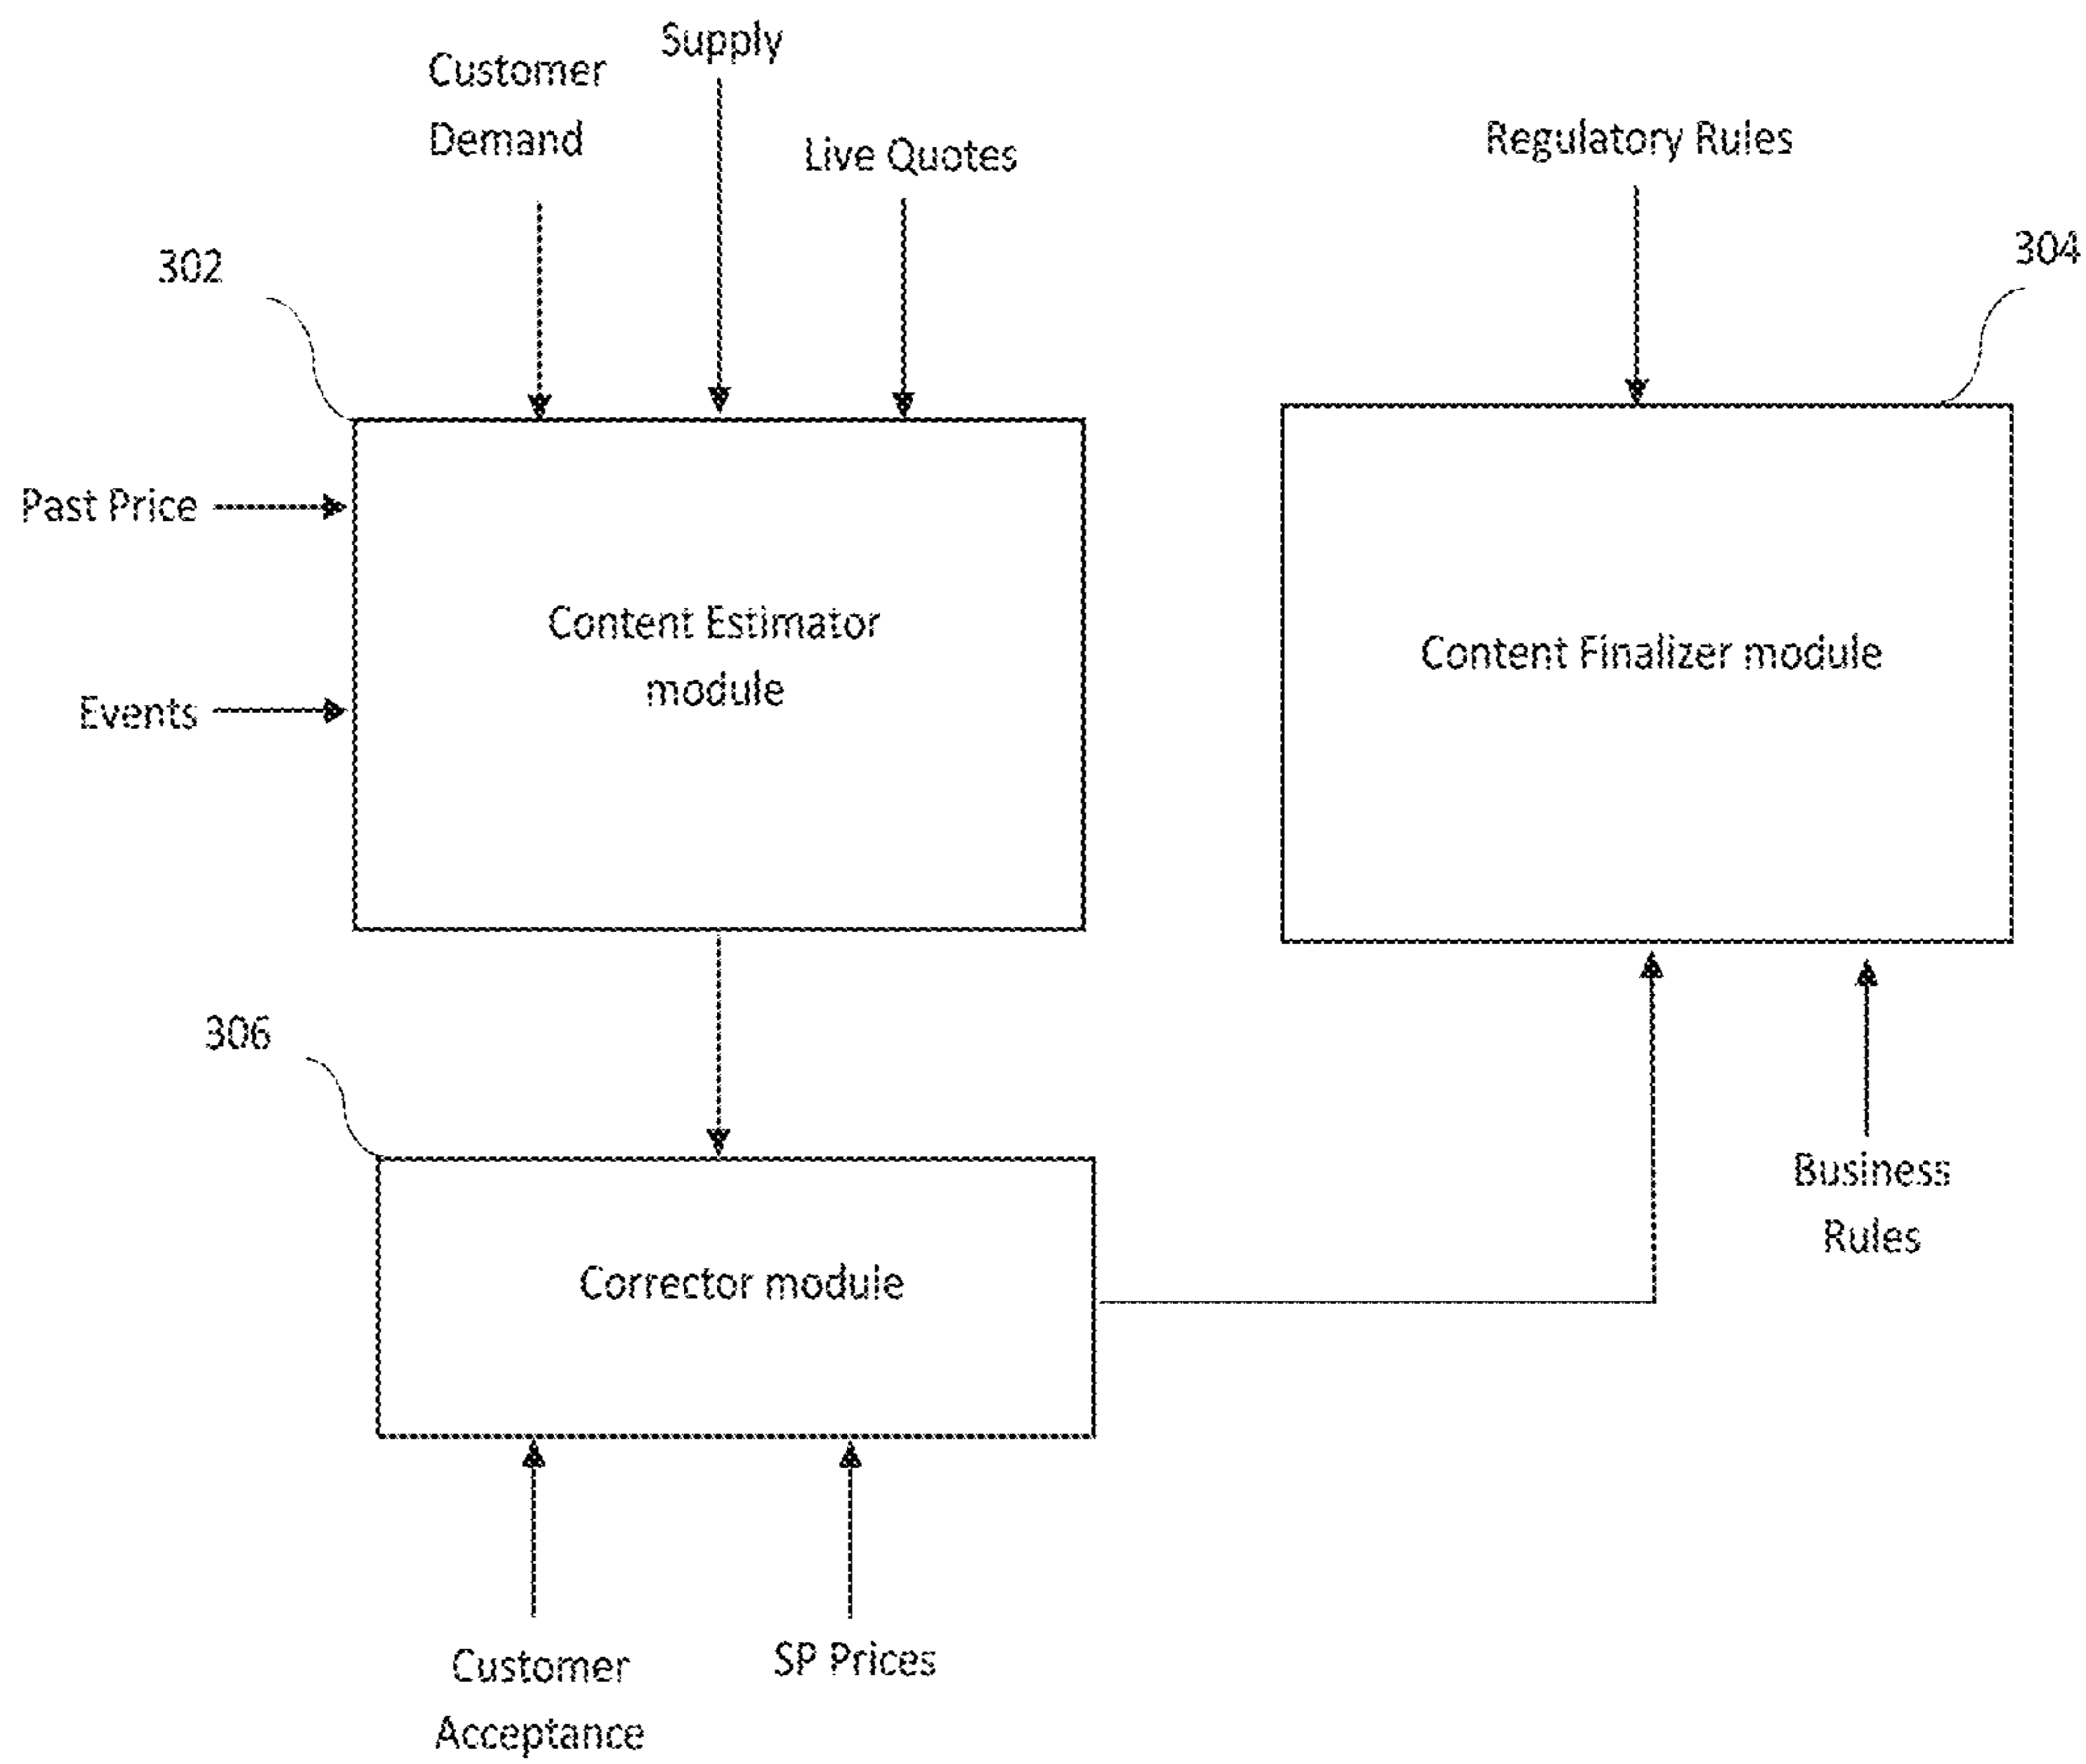 Supply
Customer
Demand
Live Quotes
Regulatory Rules
302
304
Past Price
Content Estimator
module
Content Finalizer module
Events
306
Business
Rules
Corrector module
Customer
Acceptance
SP Prices